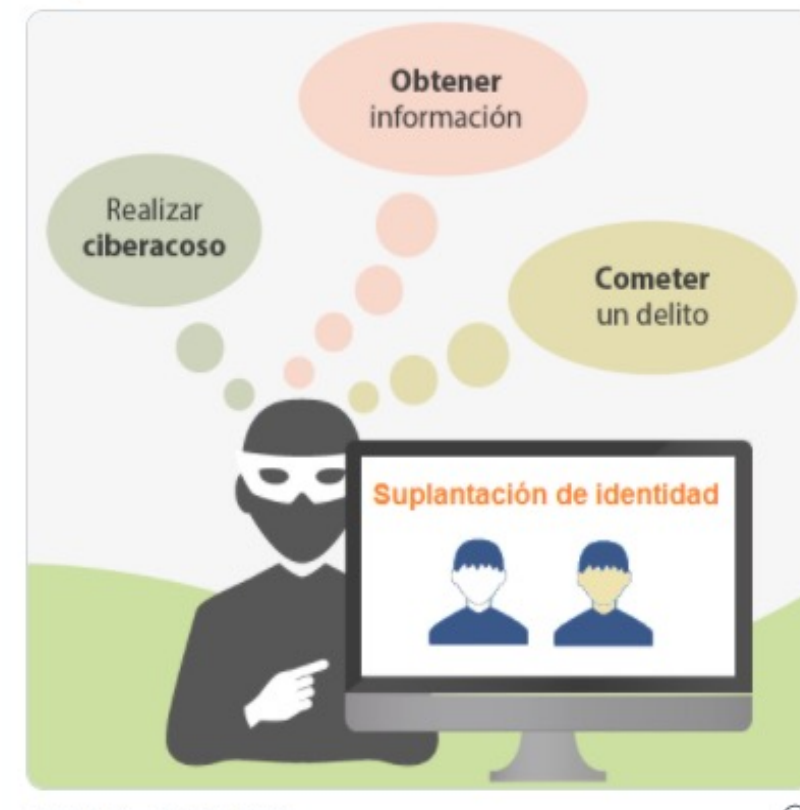 Obtener
información
Realizar
ciberacoso
Cometer
un delito
Suplantación de identidad